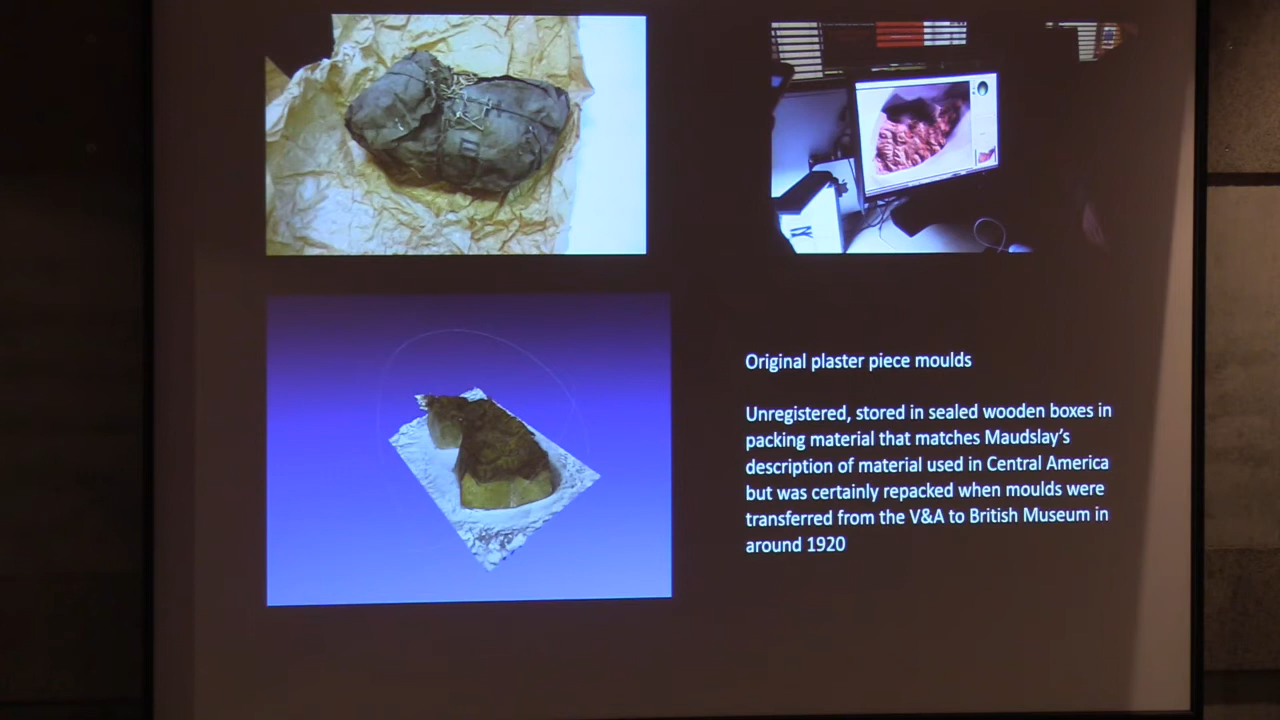 Original plaster piece moulds
Unregistered, stored in sealed wooden boxes in
packing material that matches Maudslay's
description of material used in Central America
but was certainly repacked when moulds were
transferred from the V&A to British Museum in
around 1920